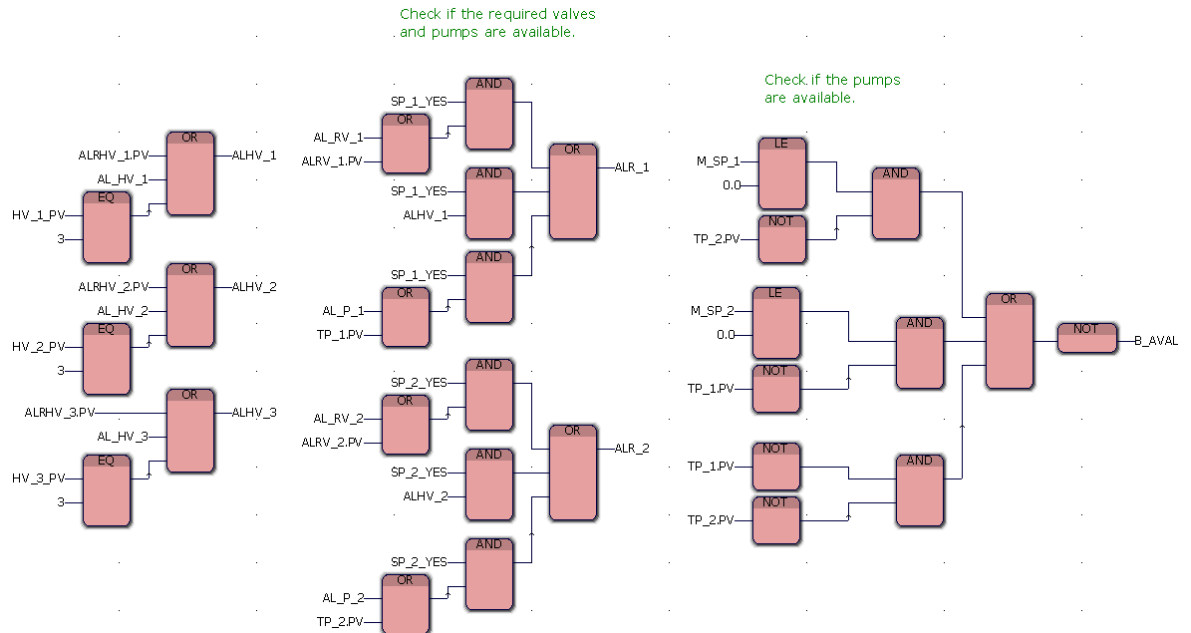 Check if the required valves
and pumps are available.
Check if the pumps
are available.
OR
ALRHV_1.PV
ALHV_1
AL_HV_1
EQ
HV_1_PV
3
OR
ALRHV_2.PV
ALHV_2
AL_HV_2
EQ
HV_2_PV
3
OR
ALRHV_3.PV
ALHV_3
AL_HV_3
EQ
HV_3_PV
3
AND
SP_1_YES
OR
AL_RV_1
ALRV_1.PV
OR
ALR_1
AND
SP_1_YES
ALHV_1
AND
SP_1_YES
OR
AL_P_1
TP_1.PV
AND
SP_2_YES
OR
AL_RV_2
ALRV_2.PV
OR
ALR_2
AND
SP_2_YES
ALHV_2
AND
SP_2_YES
OR
AL_P_2
TP_2.PV
LE
M_SP_1
0.0
AND
NOT
TP_2.PV
LE
M_SP_2
0.0
AND
NOT
TP_1.PV
OR
NOT
B_AVAL
NOT
TP_1.PV
AND
NOT
TP_2.PV